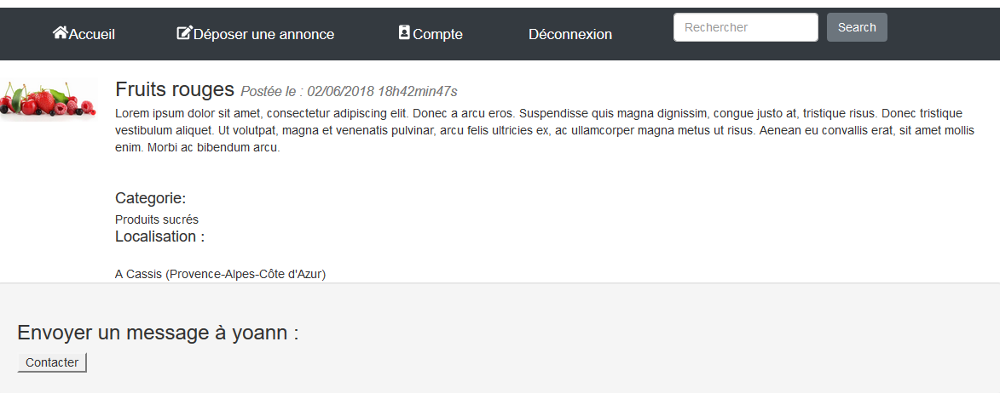 Accueil Déposer une annonce Compte Déconnexion Rechercher Search
Fruits rouges Postée le : 02/06/2018 18h42min47s
Lorem ipsum dolor sit amet, consectetur adipiscing elit. Donec a arcu eros. Suspendisse quis magna dignissim, congue justo at, tristique risus. Donec tristique
vestibulum aliquet. Ut volutpat, magna et venenatis pulvinar, arcu felis ultricies ex, ac ullamcorper magna metus ut risus. Aenean eu convallis erat, sit amet mollis
enim. Morbi ac bibendum arcu.
Categorie:
Produits sucrés
Localisation :
A Cassis (Provence-Alpes-Côte d'Azur)
Envoyer un message à yoann :
Contacter